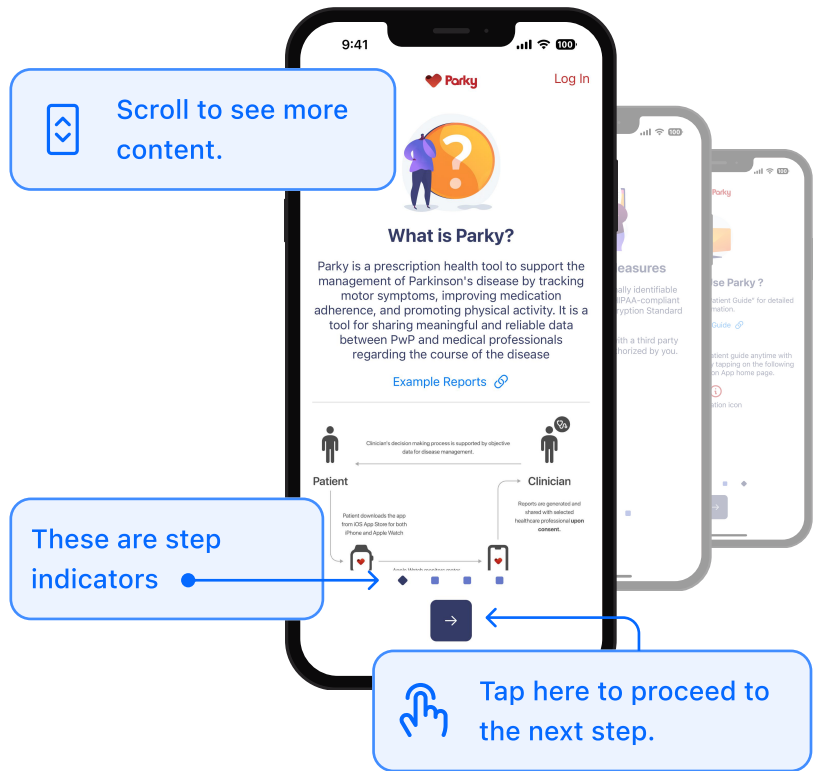 9:41
100
Parky
Log In
Scroll to see more
content.
What is Parky?
Parky is a prescription health tool to support the
management of Parkinson's disease by tracking
motor symptoms, improving medication
adherence, and promoting physical activity. It is a
tool for sharing meaningful and reliable data
between PwP and medical professionals
regarding the course of the disease
Example Reports
Clinician's decision making process is supported by objective
data for disease management.
Patient
Clinician
Patient downloads the app
from iOS App Store for both
iPhone and Apple Watch
Reports are generated and
shared with selected
healthcare professional upon
consent.
These are step
indicators
Tap here to proceed to
the next step.
100
easures
ally identifiable
HIPAA-compliant
ryption Standard
ith a third party
horized by you.
100
Parky
Use Parky ?
atient Guide" for detailed
mation.
Guide
atient guide anytime with
y tapping on the following
on App home page.
ation Icon